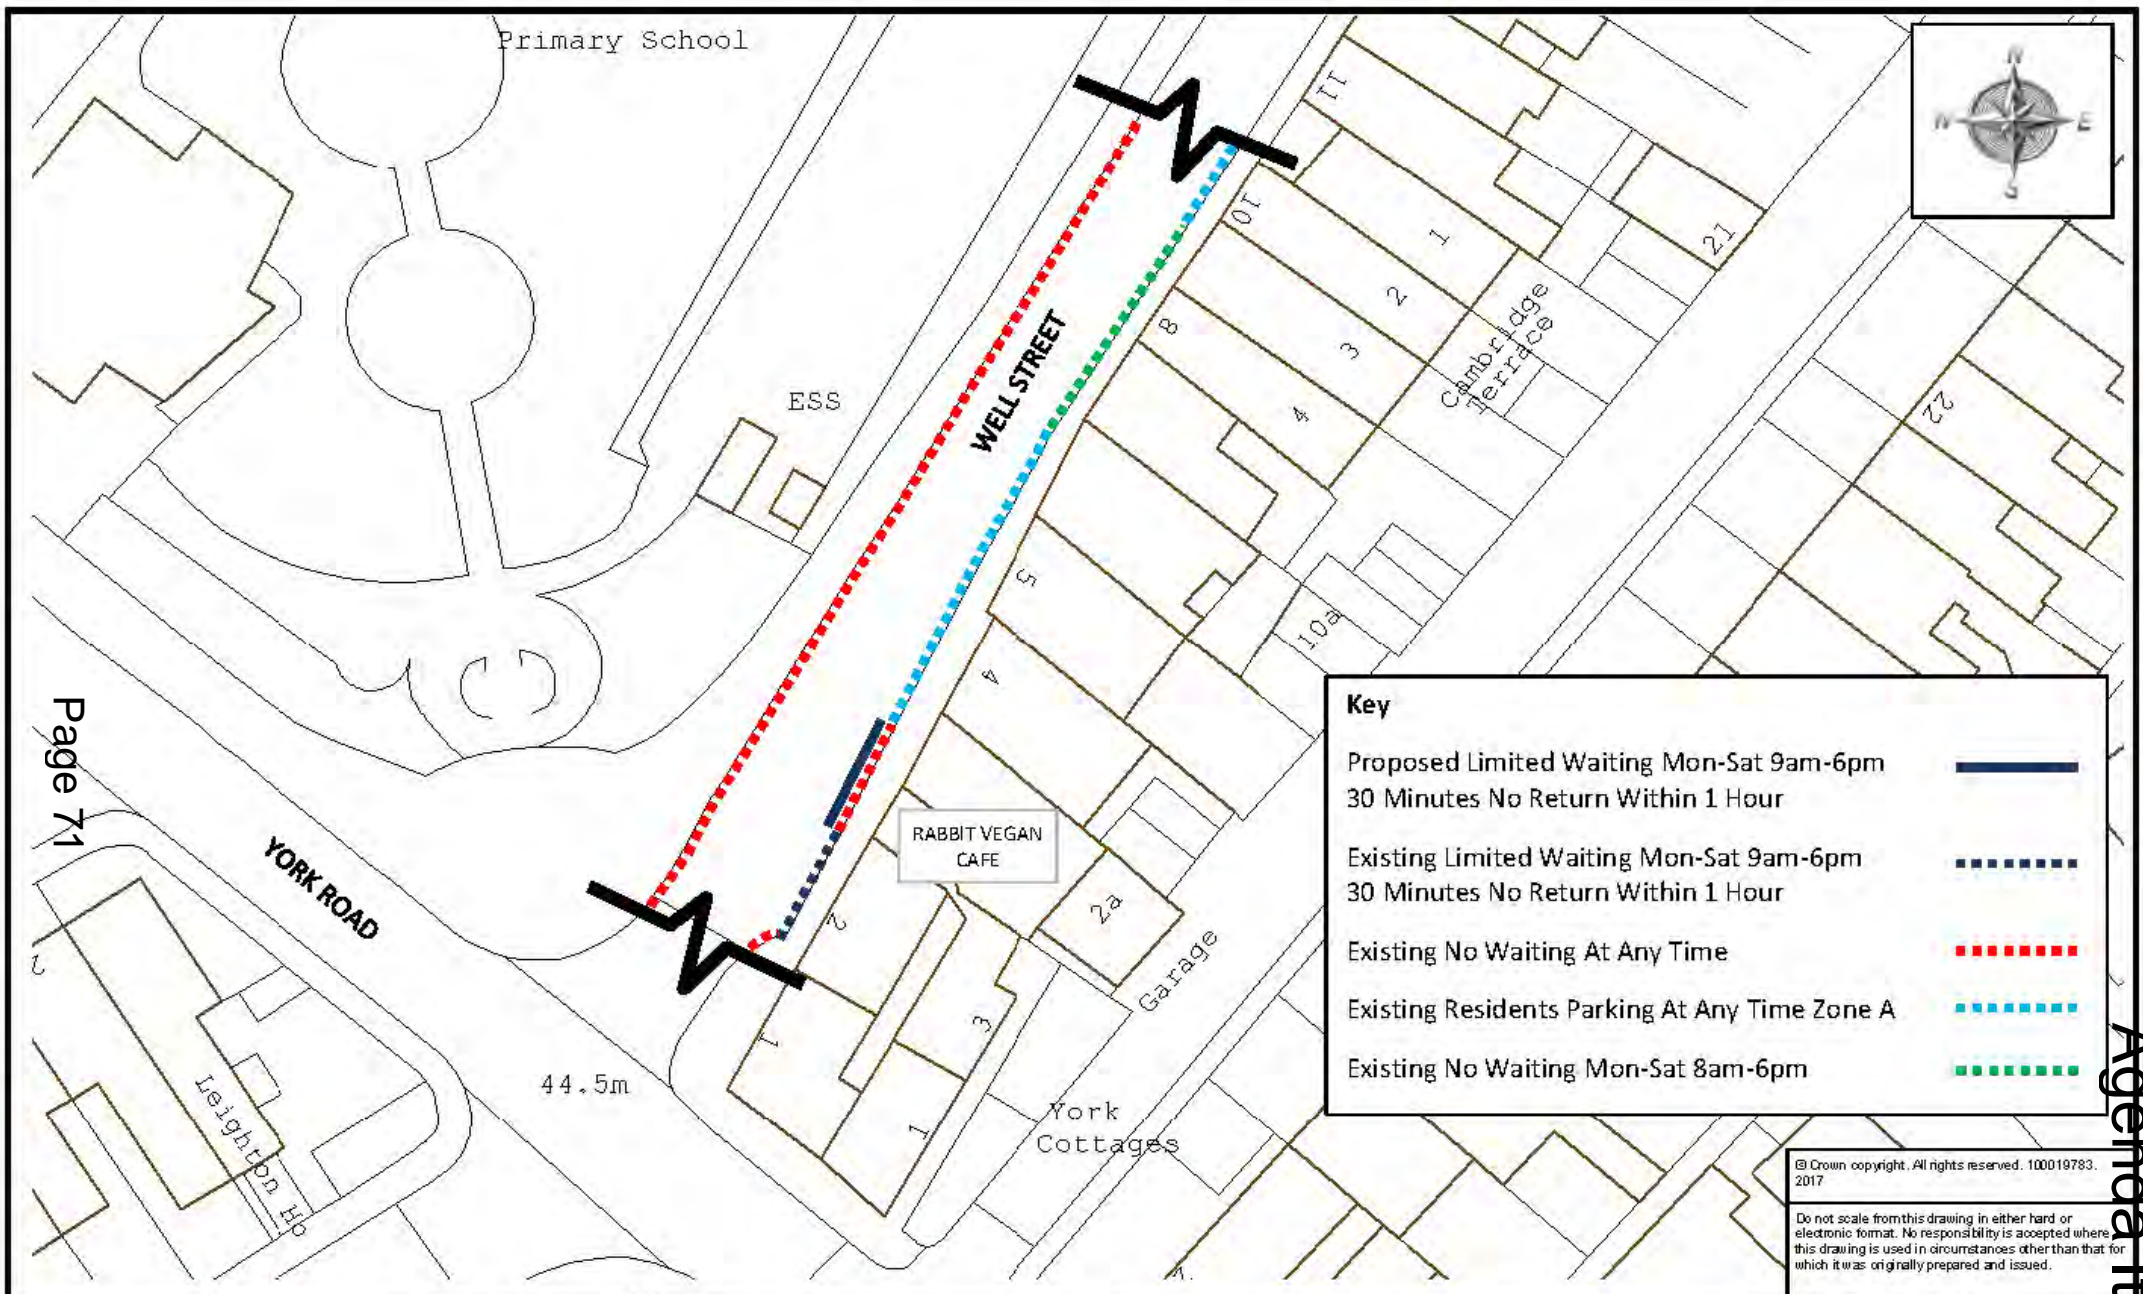 Primary School
N
W
E
S
11
10
1
21
2
8
3
Cambridge
Terrace
4
ESS
WELL STREET
22
5
10a
4
Key
Proposed Limited Waiting Mon-Sat 9am-6pm
30 Minutes No Return Within 1 Hour
Existing Limited Waiting Mon-Sat 9am-6pm
30 Minutes No Return Within 1 Hour
Existing No Waiting At Any Time
Existing Residents Parking At Any Time Zone A
Existing No Waiting Mon-Sat 8am-6pm
Page 71
YORK ROAD
RABBIT VEGAN
CAFE
2
2a
Garage
3
1
1
44.5m
York
Cottages
Leighton Ho
© Crown copyright. All rights reserved. 100019783.
2017
Do not scale from this drawing in either hard or
electronic format. No responsibility is accepted where
this drawing is used in circumstances other than that for
which it was originally prepared and issued.
Agenda